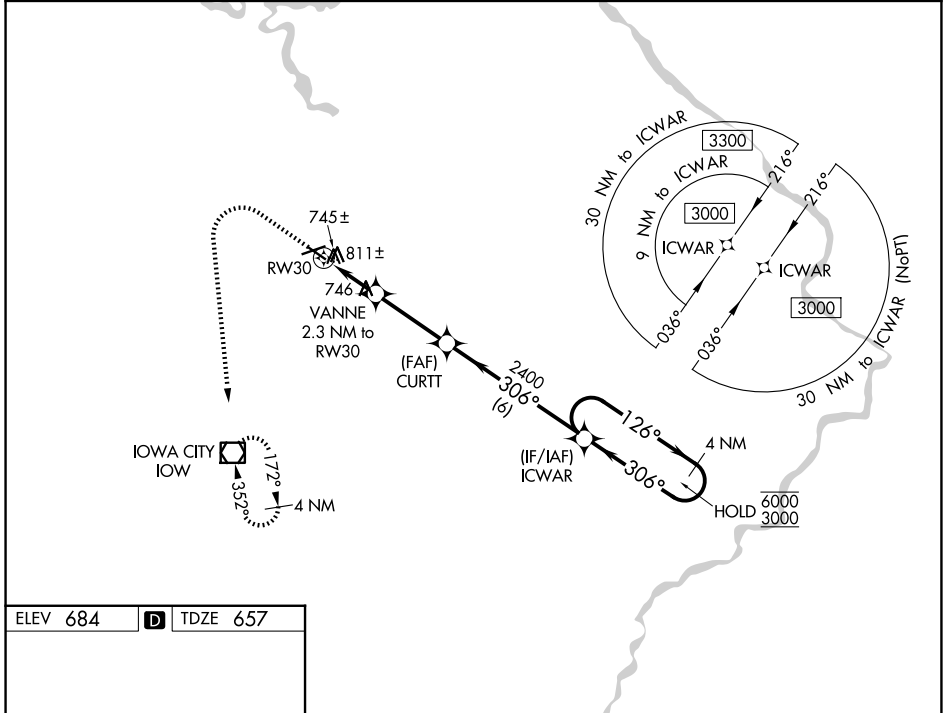 30 NM to ICWAR
3300
9 NM to ICWAR
3000
216°
216°
ICWAR
ICWAR
3000
036°
036°
30 NM to ICWAR (NoPT)
745±
811±
RW30
746
VANNE
2.3 NM to
RW30
(FAF)
CURTT
2400
306°
(6)
(IF/IAF)
ICWAR
126°
306°
4 NM
HOLD 6000
3000
IOWA CITY
IOW
172°
352°
4 NM
ELEV 684 D TDZE 657